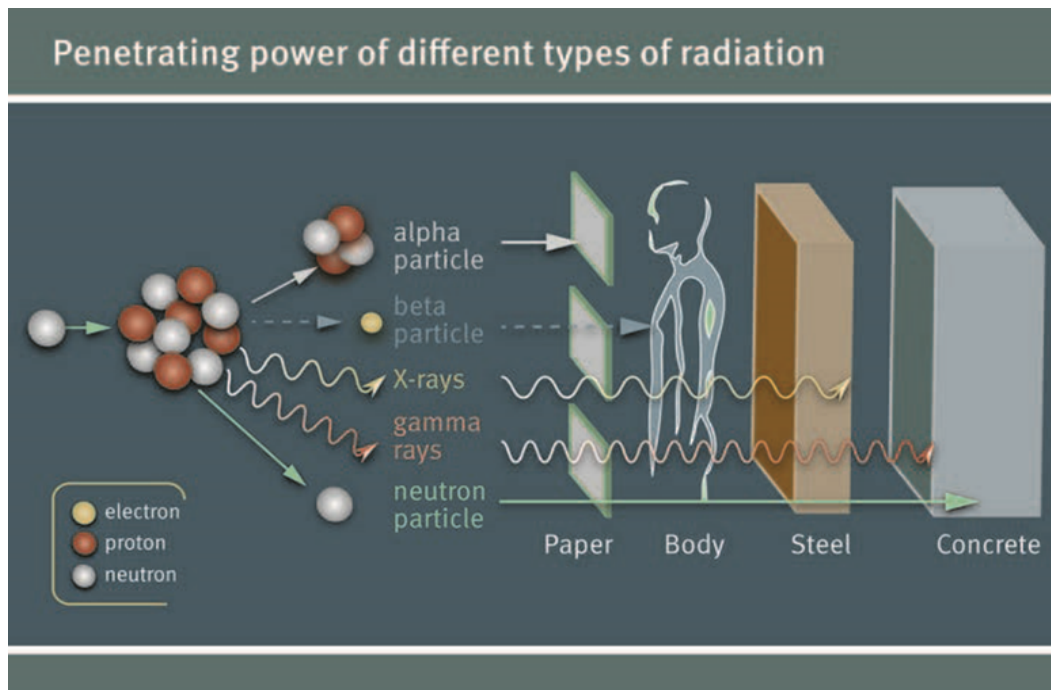 Penetrating power of different types of radiation
alpha
particle
beta
particle
X-rays
gamma
rays
neutron
particle
electron
proton
neutron
Paper Body Steel Concrete